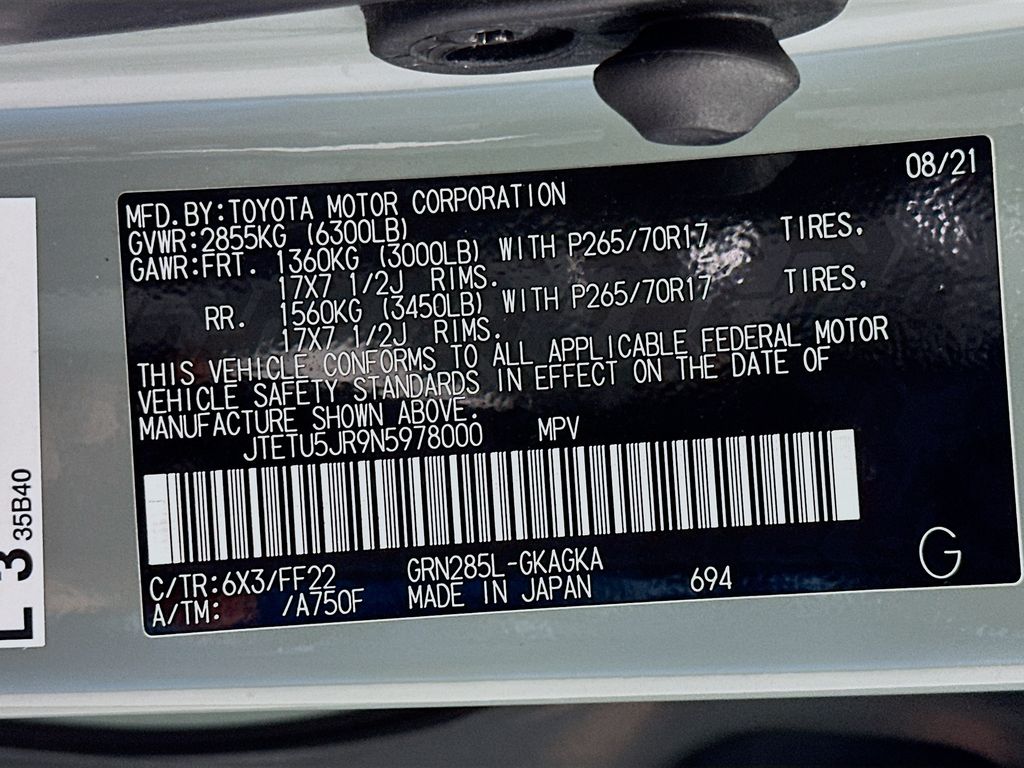 08/21
MFD.BY:TOYOTA MOTOR CORPORATION
GVWR:2855KG (6300LB)
GAWR:FRT. 1360KG (3000LB) WITH P265/70R17 TIRES.
17X7 1/2J RIMS.
RR. 1560KG (3450LB) WITH P265/70R17 TIRES.
17X7 1/2J RIMS.
THIS VEHICLE CONFORMS TO ALL APPLICABLE FEDERAL MOTOR
VEHICLE SAFETY STANDARDS IN EFFECT ON THE DATE OF
MANUFACTURE SHOWN ABOVE.
JTETU5JR9N5978000 MPV
C/TR:6X3/FF22 GRN285L-GKAGKA
A/TM: /A750F MADE IN JAPAN 694
G
35B40
L 3